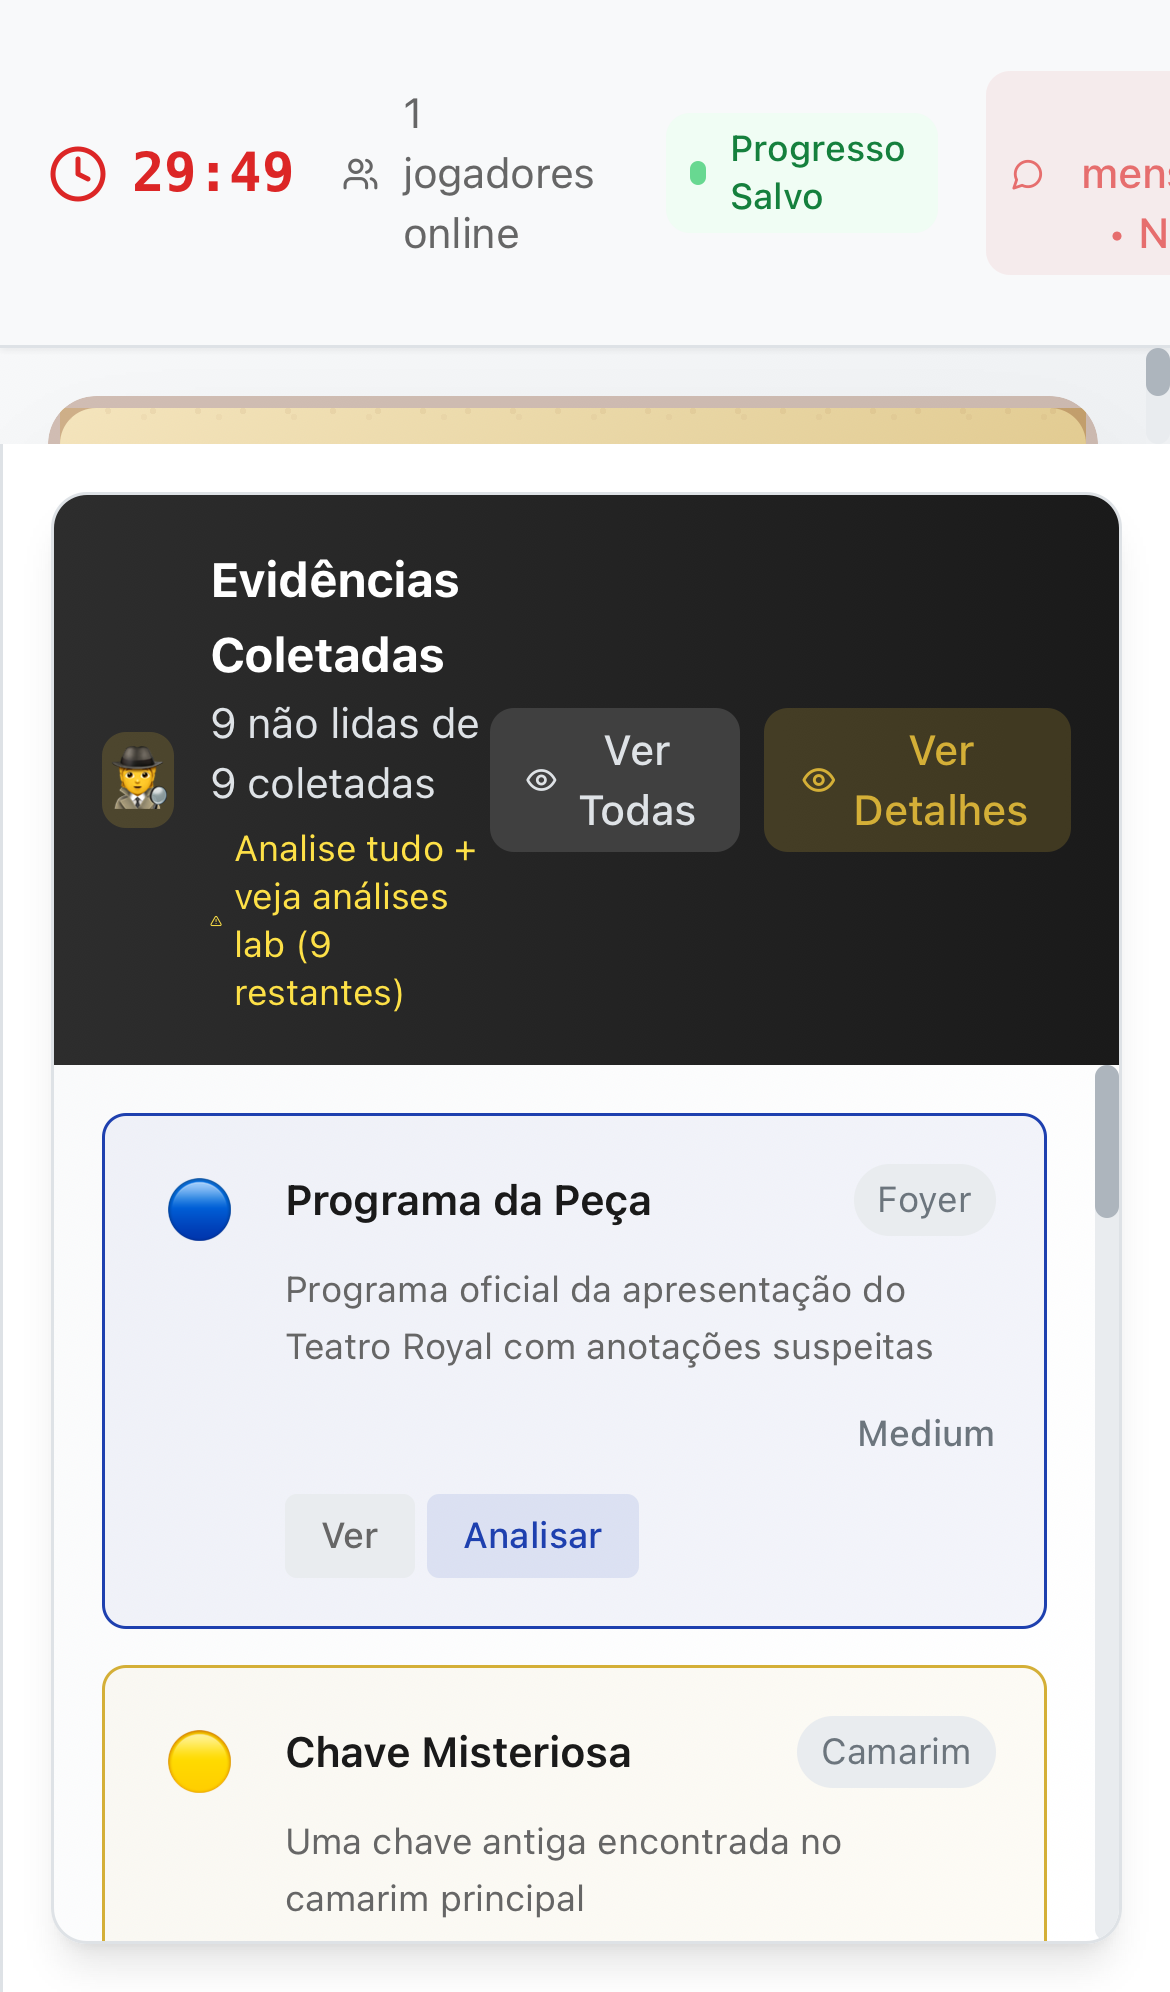 29:49
1
jogadores
online
Progresso
Salvo
Evidências
Coletadas
9 não lidas de
9 coletadas
Analise tudo +
veja análises
lab (9
restantes)
Ver
Todas
Ver
Detalhes
Programa da Peça
Foyer
Programa oficial da apresentação do
Teatro Royal com anotações suspeitas
Medium
Ver
Analisar
Chave Misteriosa
Camarim
Uma chave antiga encontrada no
camarim principal